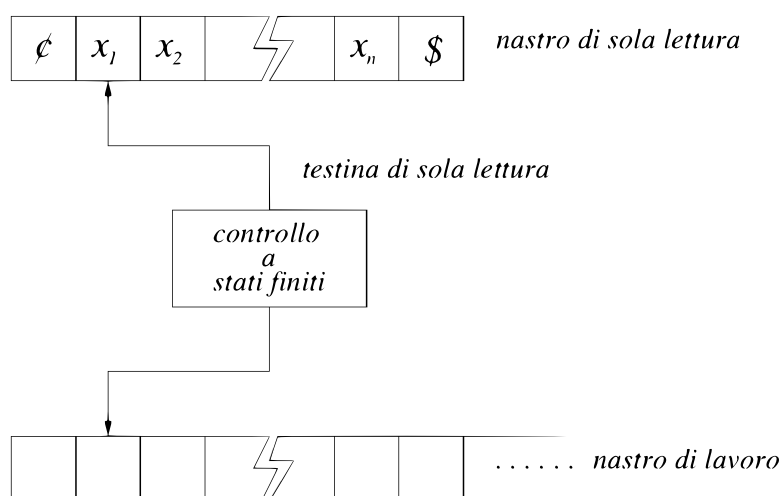 ¢ x1 x2 xn $ nastro di sola lettura
testina di sola lettura
controllo
a
stati finiti
...... nastro di lavoro